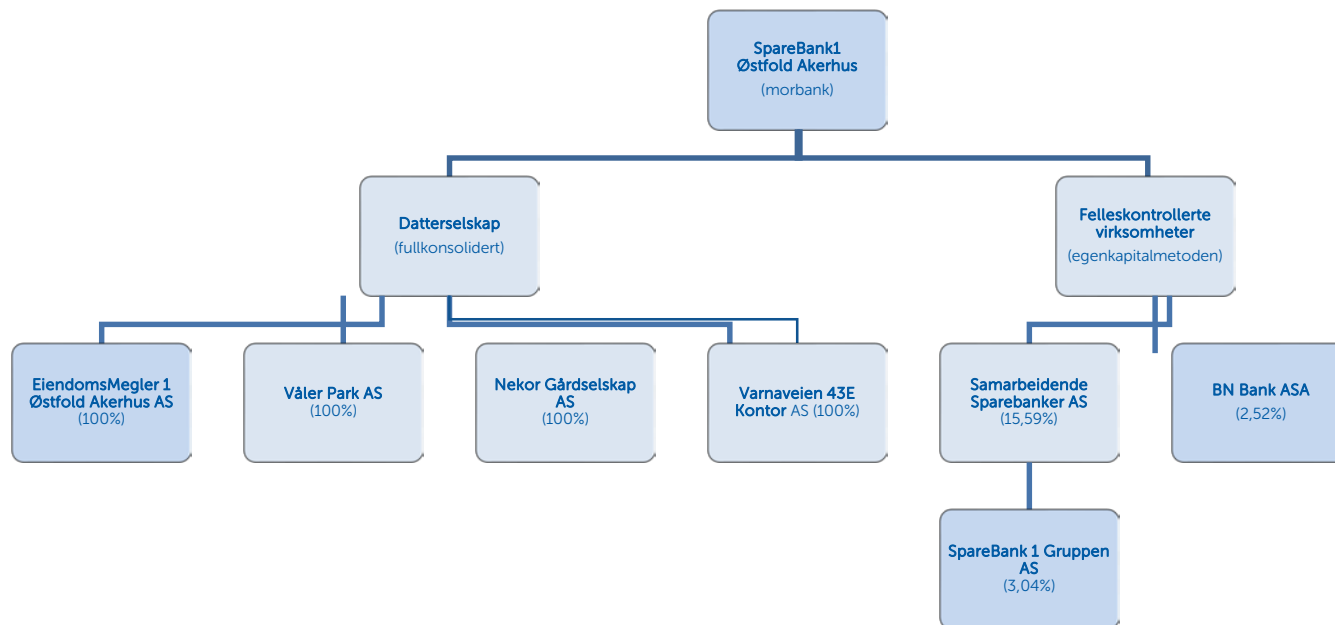 SpareBank1
Østfold Akerhus
(morbank)
Datterselskap
(fullkonsolidert)
Felleskontrollerte
virksomheter
(egenkapitalmetoden)
EiendomsMegler 1
Østfold Akerhus AS
(100%)
Våler Park AS
(100%)
Nekor Gårdselskap
AS
(100%)
Varnaveien 43E
Kontor AS (100%)
Samarbeidende
Sparebanker AS
(15,59%)
BN Bank ASA
(2,52%)
SpareBank 1 Gruppen
AS
(3,04%)